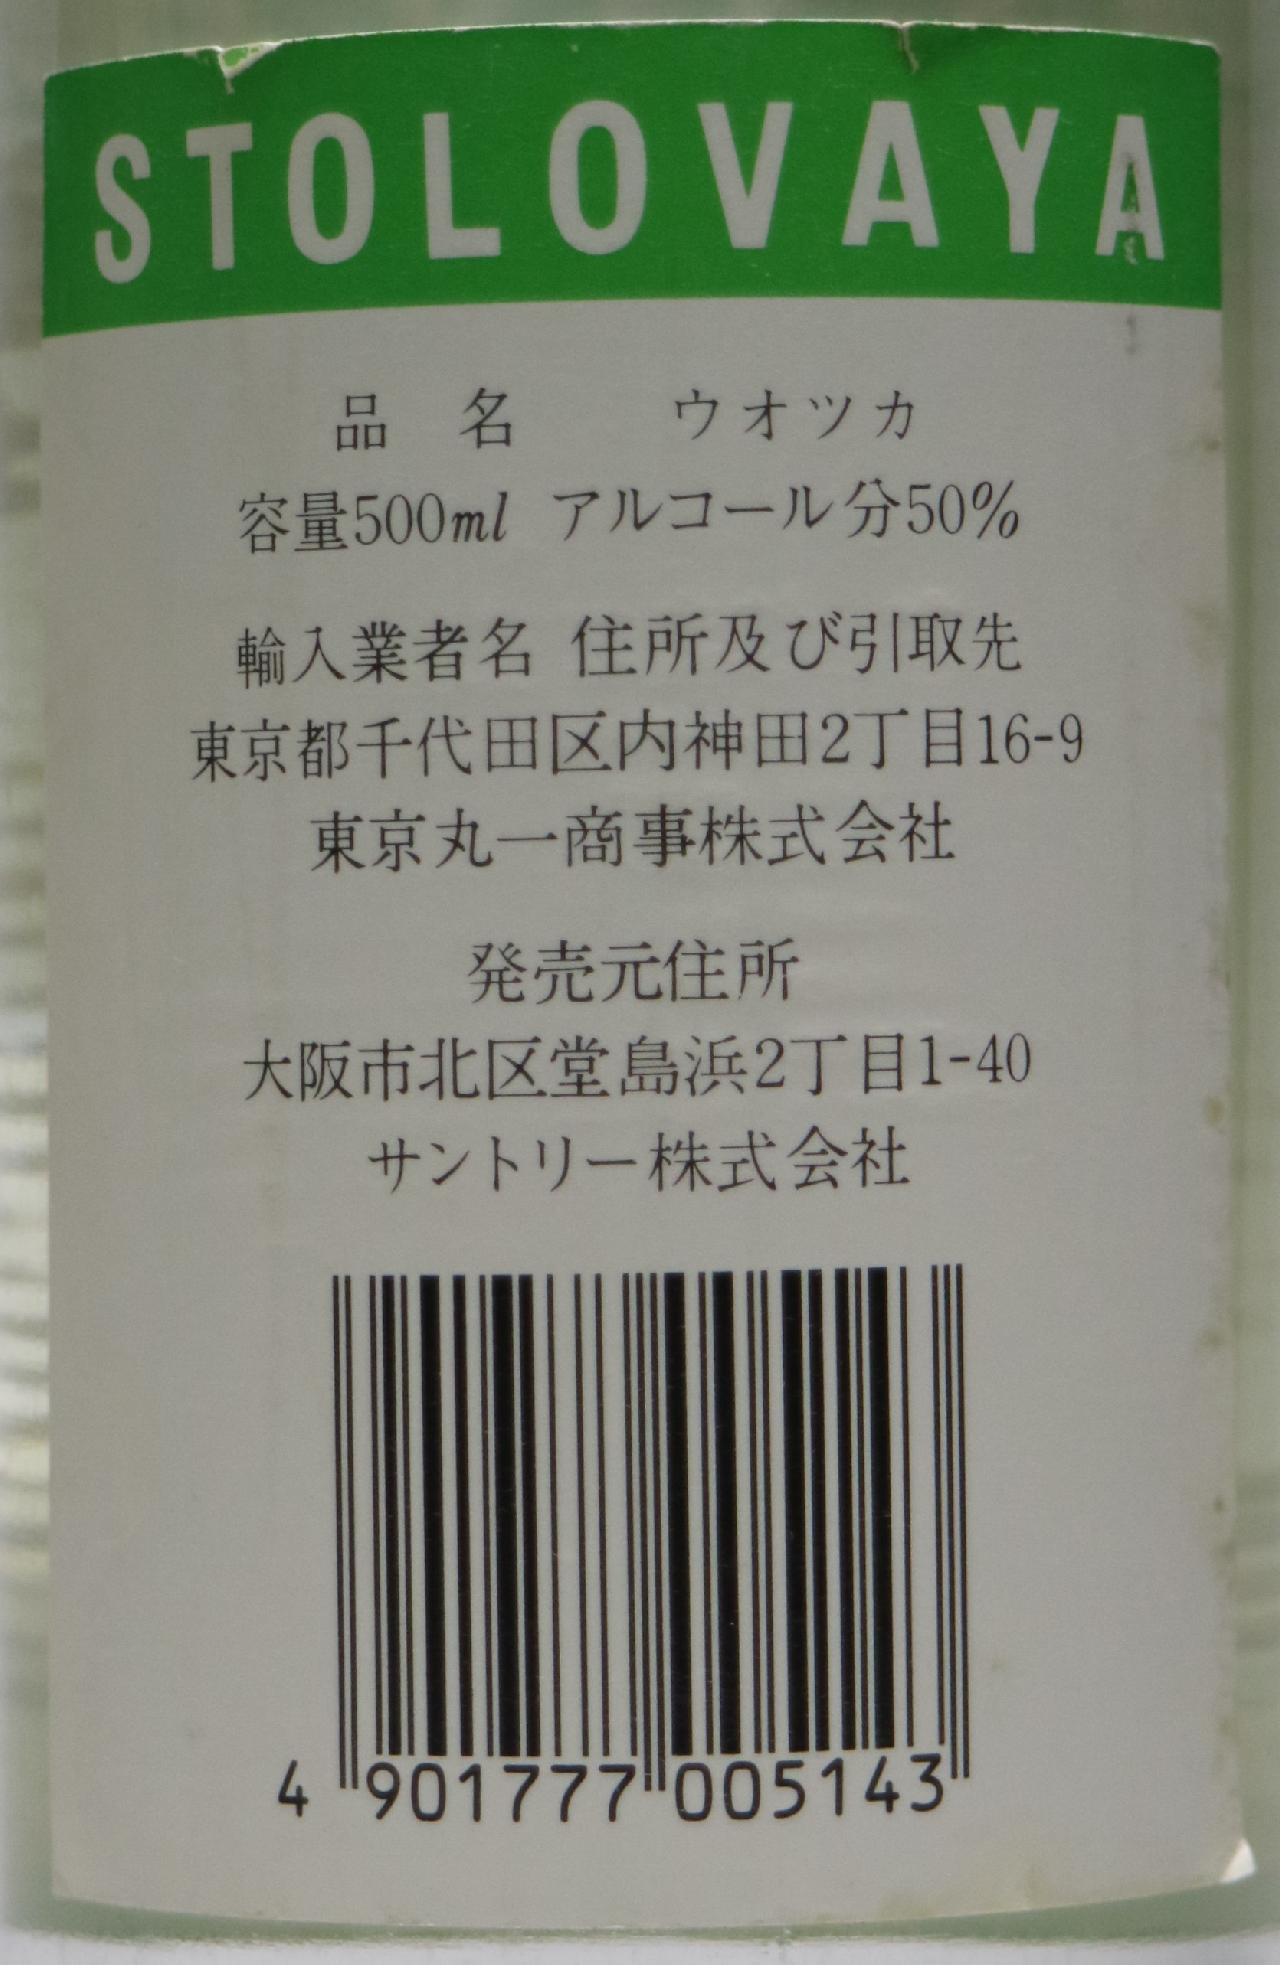 STOLOVAYA
品 名 ウオツカ
容量500ml アルコール分50%
輸入業者名 住所及び引取先
東京都千代田区内神田2丁目16-9
東京丸一商事株式会社
発売元住所
大阪市北区堂島浜2丁目1-40
サントリー株式会社
4 901777 005143